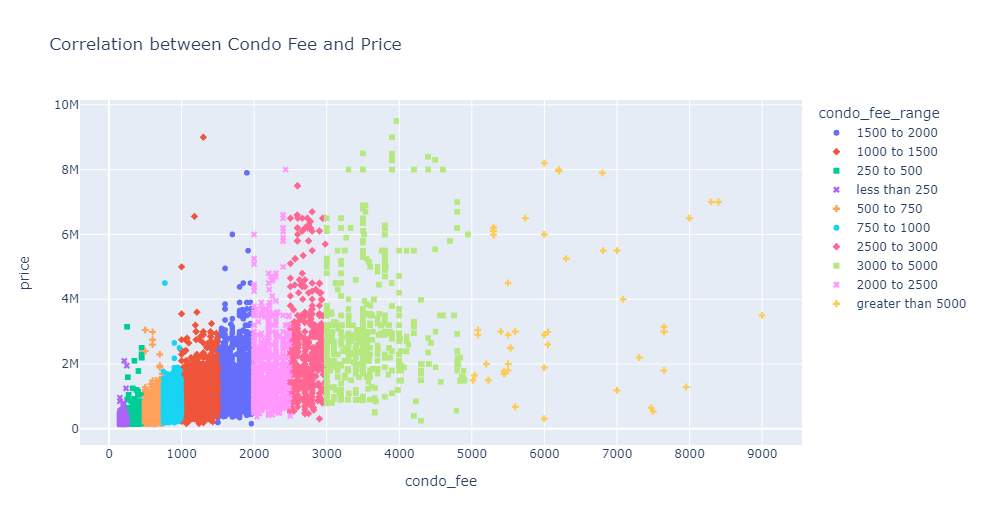 Correlation between Condo Fee and Price
condo_fee_range
1500 to 2000
1000 to 1500
250 to 500
less than 250
500 to 750
750 to 1000
2500 to 3000
3000 to 5000
2000 to 2500
greater than 5000
price
10M
8M
6M
4M
2M
0
0
1000
2000
3000
4000
5000
6000
7000
8000
9000
condo_fee